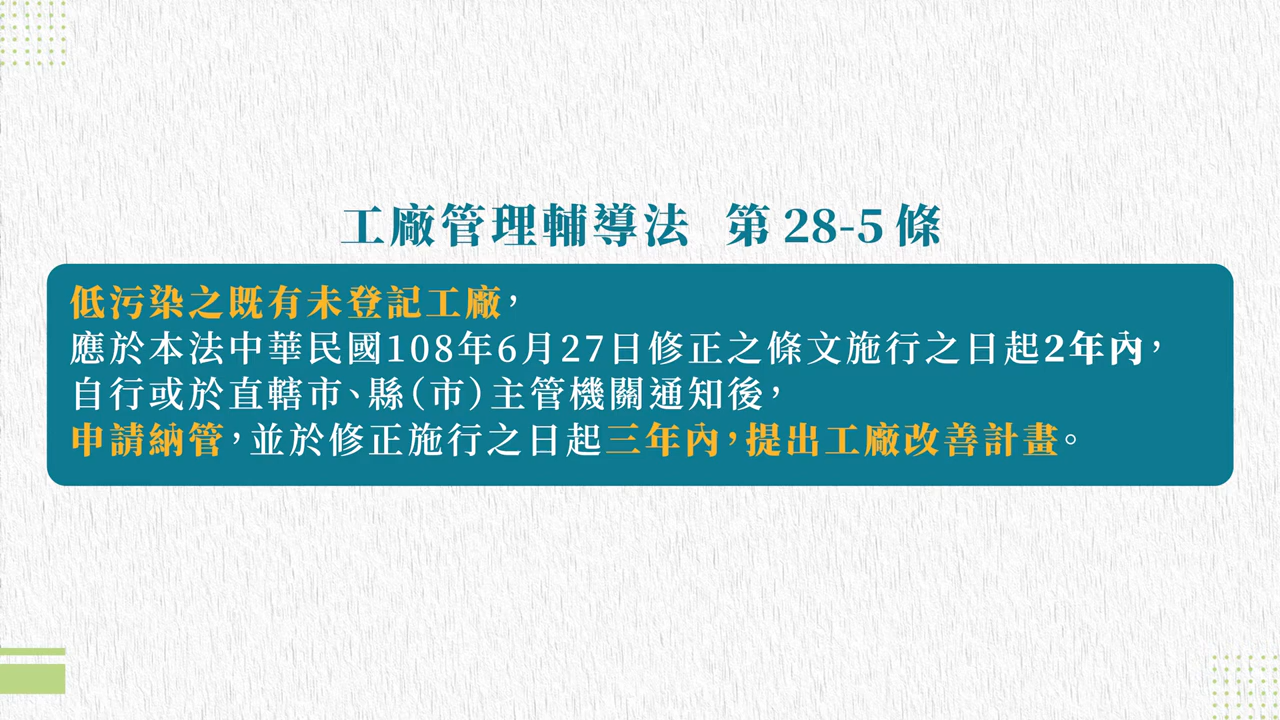 工廠管理輔導法 第 28-5 條
低污染之既有未登記工廠，
應於本法中華民國108年6月27日修正之條文施行之日起2年內，
自行或於直轄市、縣（市）主管機關通知後，
申請納管，並於修正施行之日起三年內，提出工廠改善計畫。